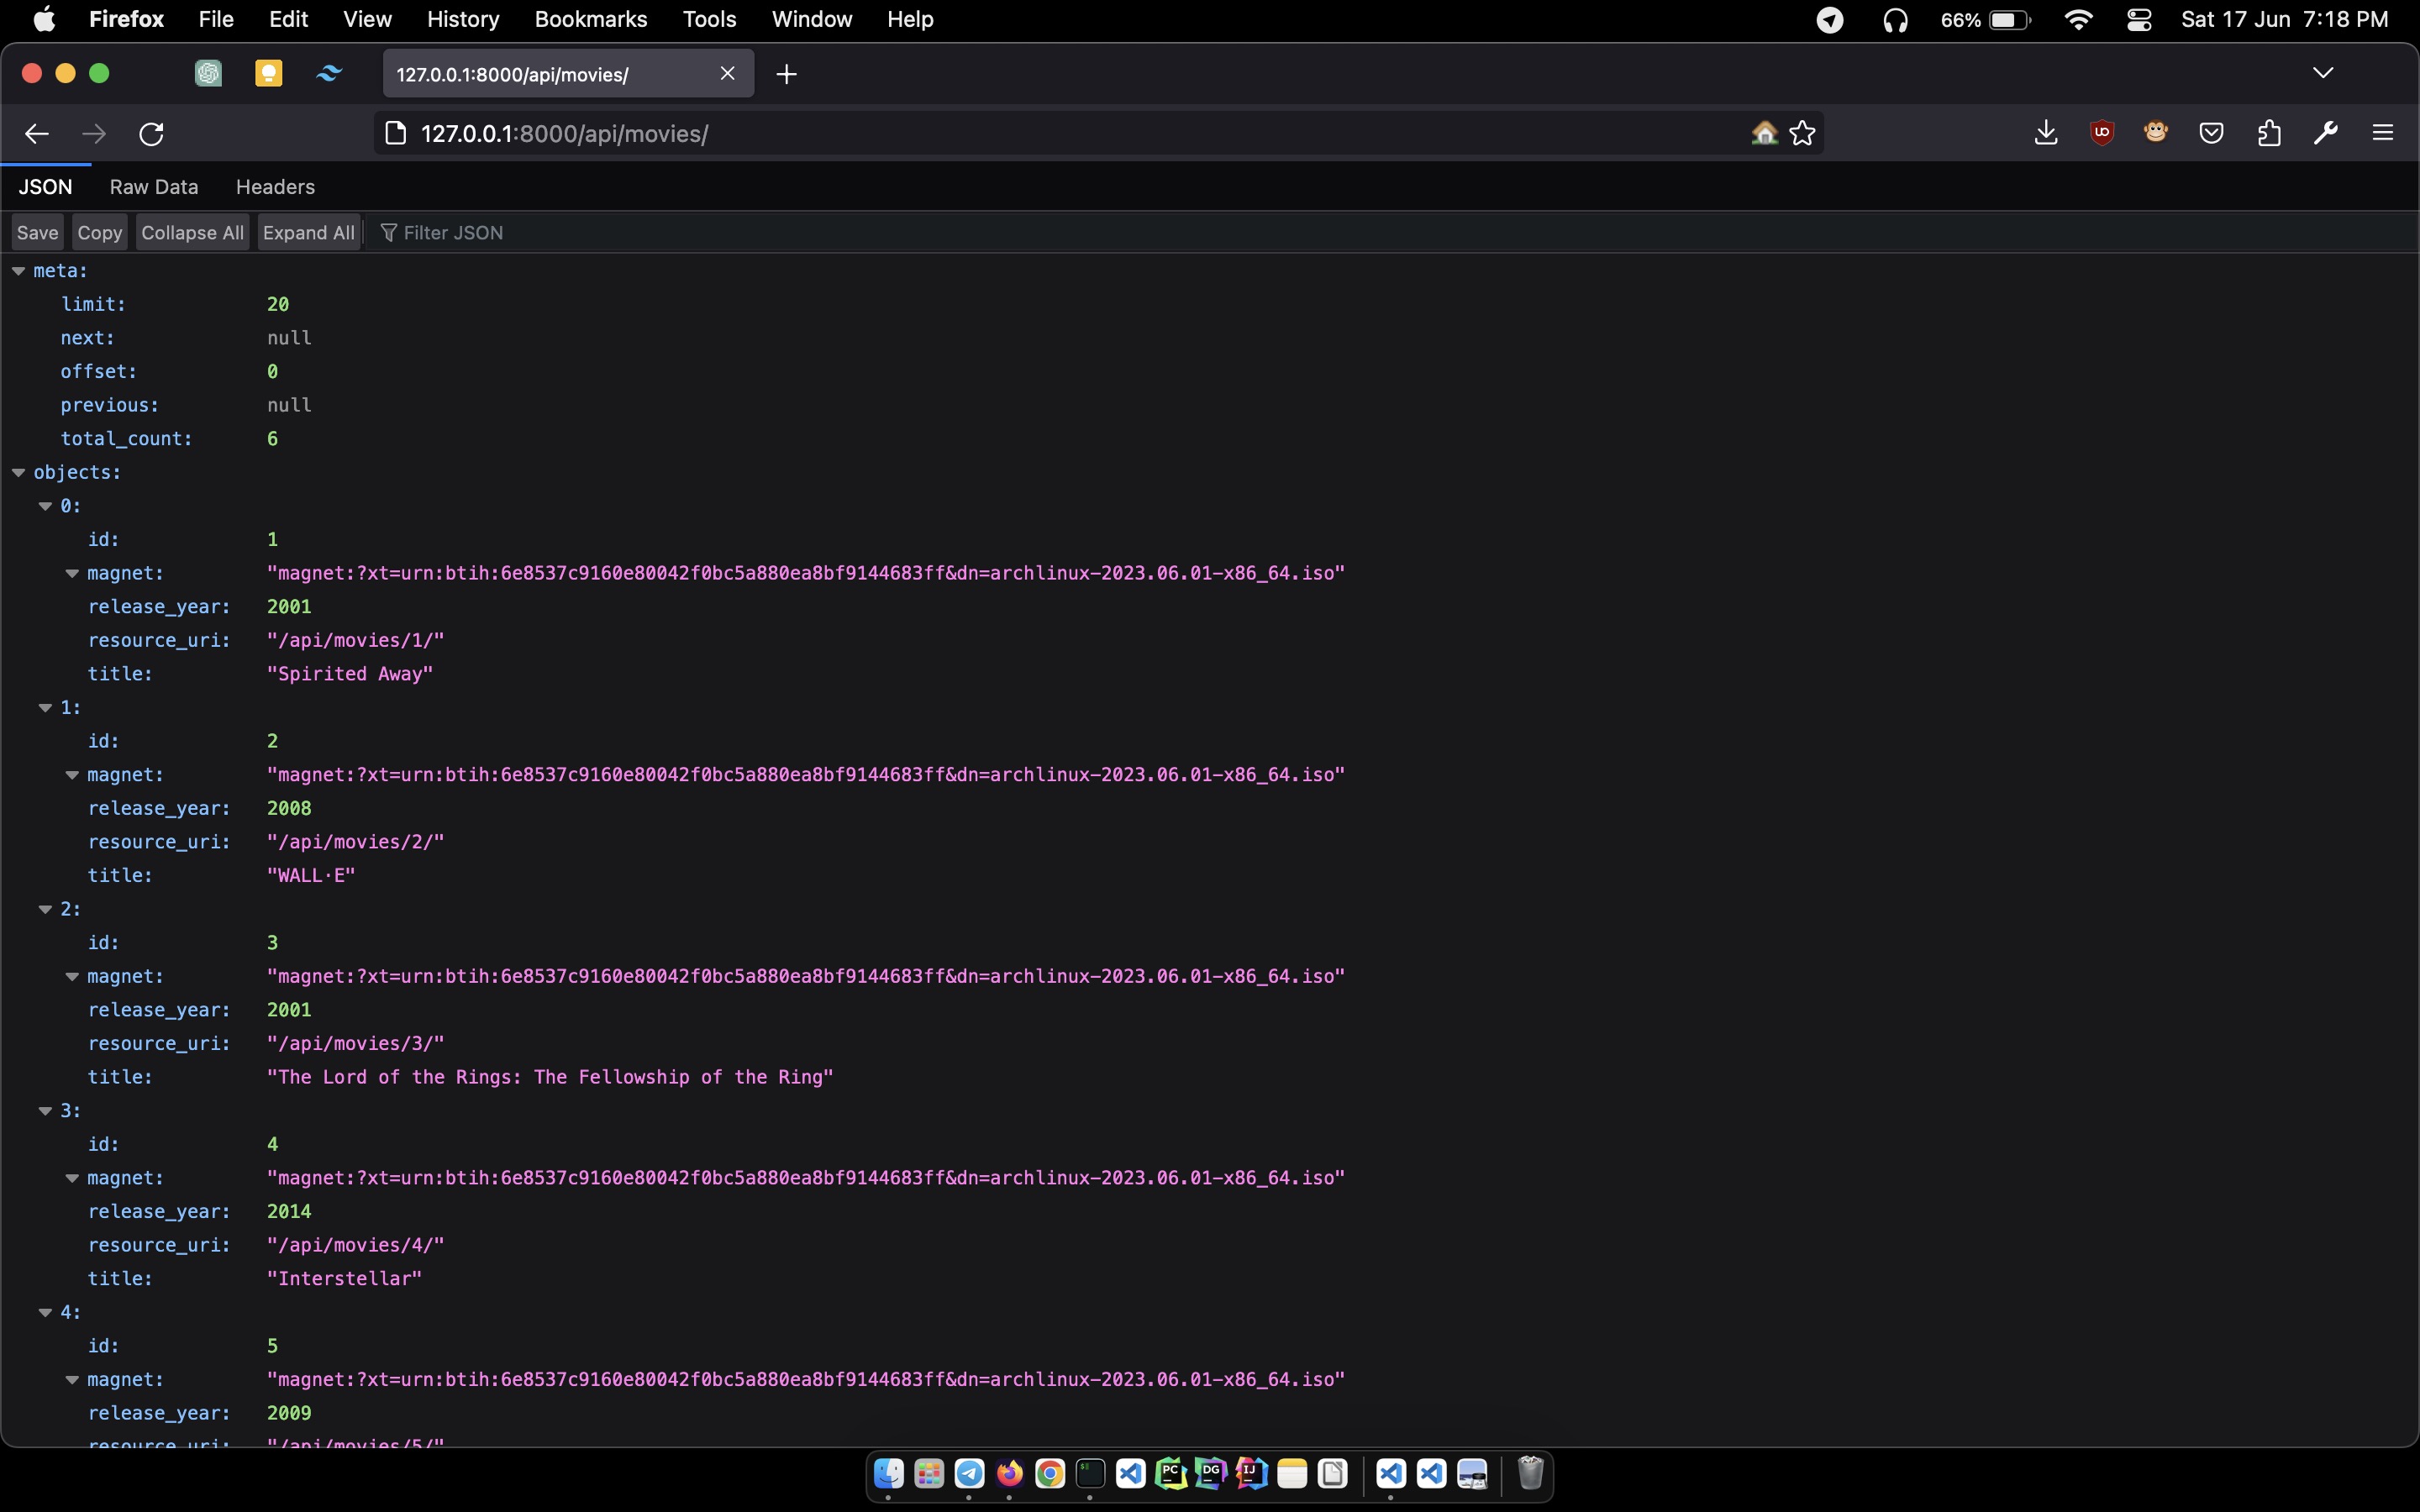 Firefox File Edit View History Bookmarks Tools Window Help 66% Sat 17 Jun 7:18 PM
127.0.0.1:8000/api/movies/
127.0.0.1:8000/api/movies/
JSON Raw Data Headers
Save Copy Collapse All Expand All Filter JSON
meta:
limit: 20
next: null
offset: 0
previous: null
total_count: 6
objects:
0:
id: 1
magnet: "magnet:?xt=urn:btih:6e8537c9160e80042f0bc5a880ea8bf9144683ff&dn=archlinux-2023.06.01-x86_64.iso"
release_year: 2001
resource_uri: "/api/movies/1/"
title: "Spirited Away"
1:
id: 2
magnet: "magnet:?xt=urn:btih:6e8537c9160e80042f0bc5a880ea8bf9144683ff&dn=archlinux-2023.06.01-x86_64.iso"
release_year: 2008
resource_uri: "/api/movies/2/"
title: "WALL·E"
2:
id: 3
magnet: "magnet:?xt=urn:btih:6e8537c9160e80042f0bc5a880ea8bf9144683ff&dn=archlinux-2023.06.01-x86_64.iso"
release_year: 2001
resource_uri: "/api/movies/3/"
title: "The Lord of the Rings: The Fellowship of the Ring"
3:
id: 4
magnet: "magnet:?xt=urn:btih:6e8537c9160e80042f0bc5a880ea8bf9144683ff&dn=archlinux-2023.06.01-x86_64.iso"
release_year: 2014
resource_uri: "/api/movies/4/"
title: "Interstellar"
4:
id: 5
magnet: "magnet:?xt=urn:btih:6e8537c9160e80042f0bc5a880ea8bf9144683ff&dn=archlinux-2023.06.01-x86_64.iso"
release_year: 2009
resource_uri: "/api/movies/5/"
PC DG IJ